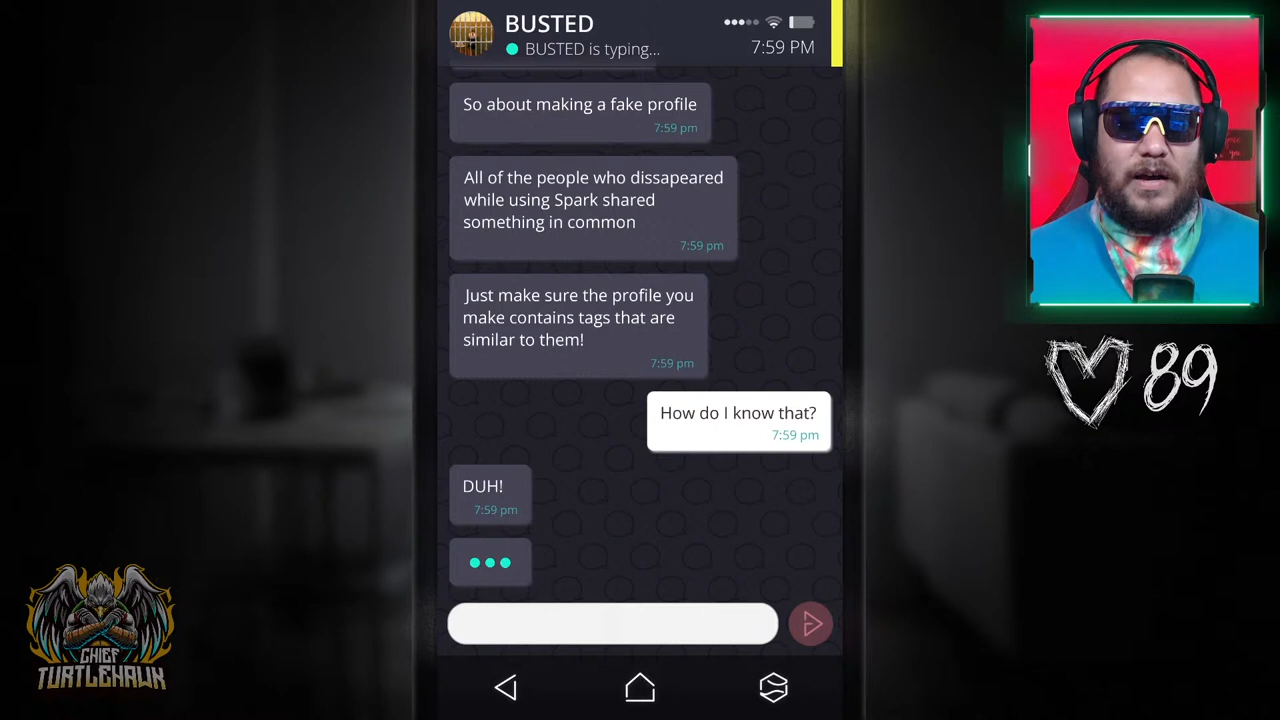 BUSTED
BUSTED is typing...
7:59 PM
So about making a fake profile
7:59 pm
All of the people who dissapeared
while using Spark shared
something in common
7:59 pm
Just make sure the profile you
make contains tags that are
similar to them!
7:59 pm
How do I know that?
7:59 pm
DUH!
7:59 pm
89
CHIEF
TURTLEHAWK